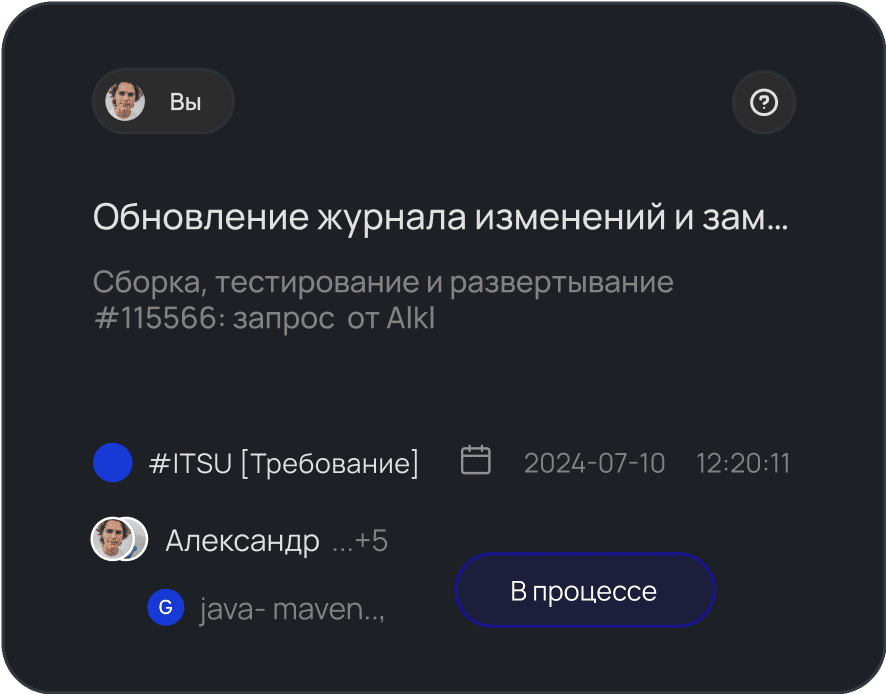 Вы
Обновление журнала изменений и зам...
Сборка, тестирование и развертывание
#115566: запрос от Alkl
#ITSU [Требование]
2024-07-10 12:20:11
Александр ...+5
В процессе
G java- maven..,